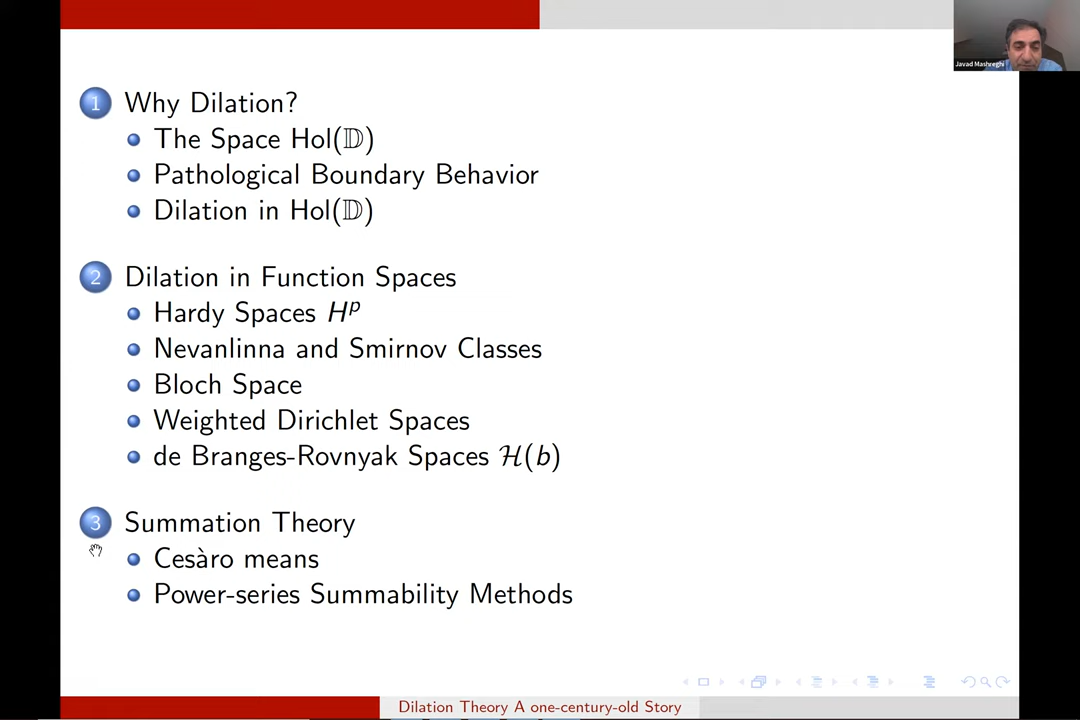 Javad Mashreghi
1 Why Dilation?
The Space Hol(𝔻)
Pathological Boundary Behavior
Dilation in Hol(𝔻)
2 Dilation in Function Spaces
Hardy Spaces Hᵖ
Nevanlinna and Smirnov Classes
Bloch Space
Weighted Dirichlet Spaces
de Branges-Rovnyak Spaces ℋ(b)
3 Summation Theory
Cesàro means
Power-series Summability Methods
Dilation Theory A one-century-old Story